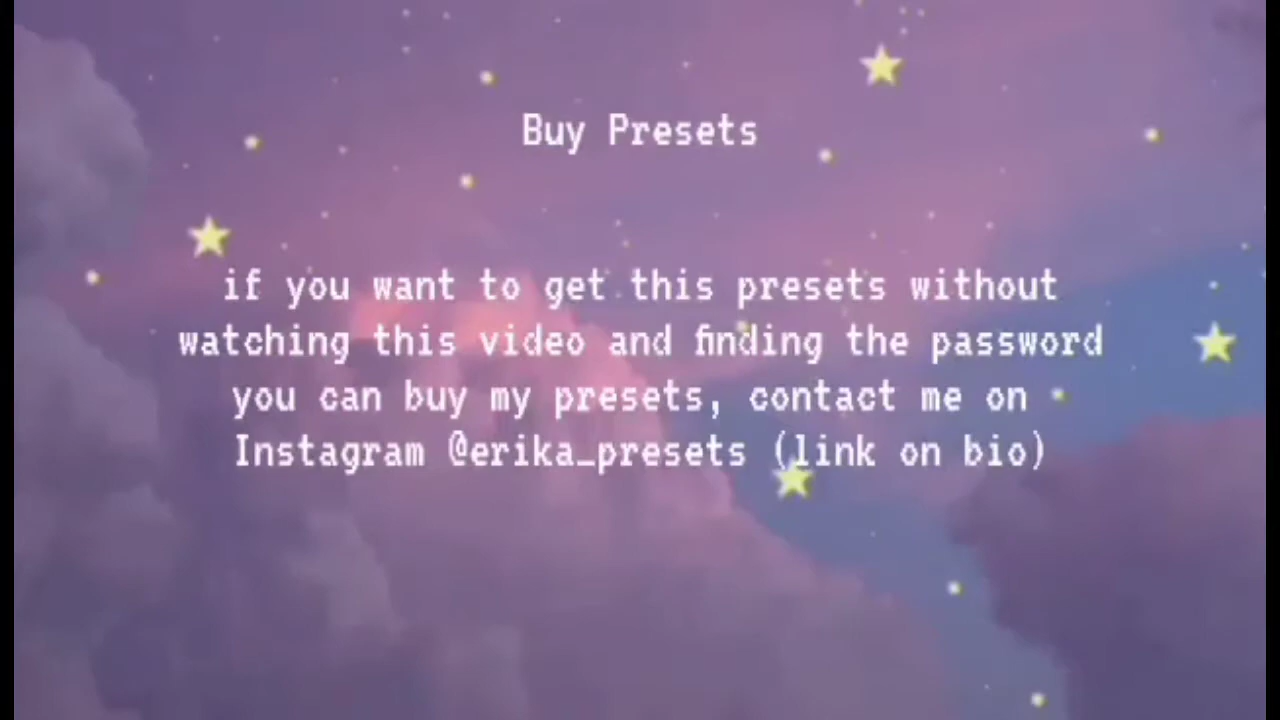 Buy Presets
if you want to get this presets without
watching this video and finding the password
you can buy my presets, contact me on
Instagram @erika_presets (link on bio)